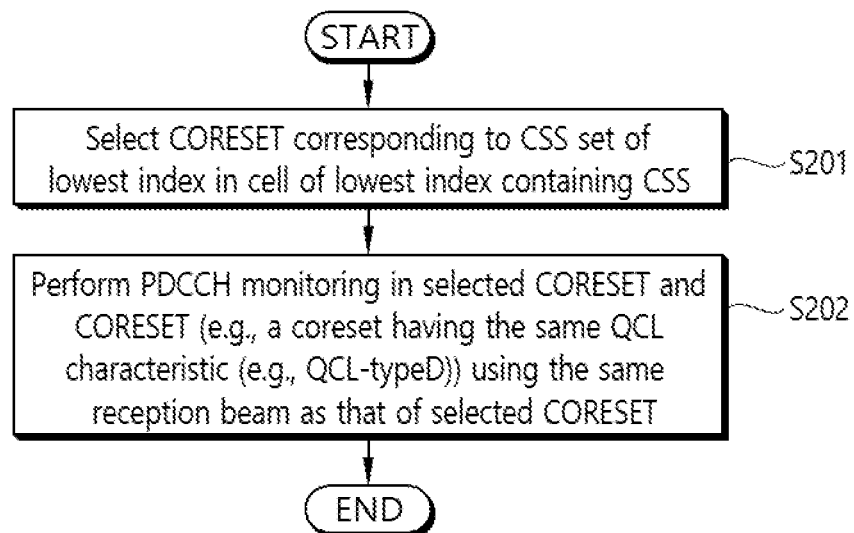 START
Select CORESET corresponding to CSS set of
lowest index in cell of lowest index containing CSS
S201
Perform PDCCH monitoring in selected CORESET and
CORESET (e.g., a coreset having the same QCL
characteristic (e.g., QCL-typeD)) using the same
reception beam as that of selected CORESET
S202
END